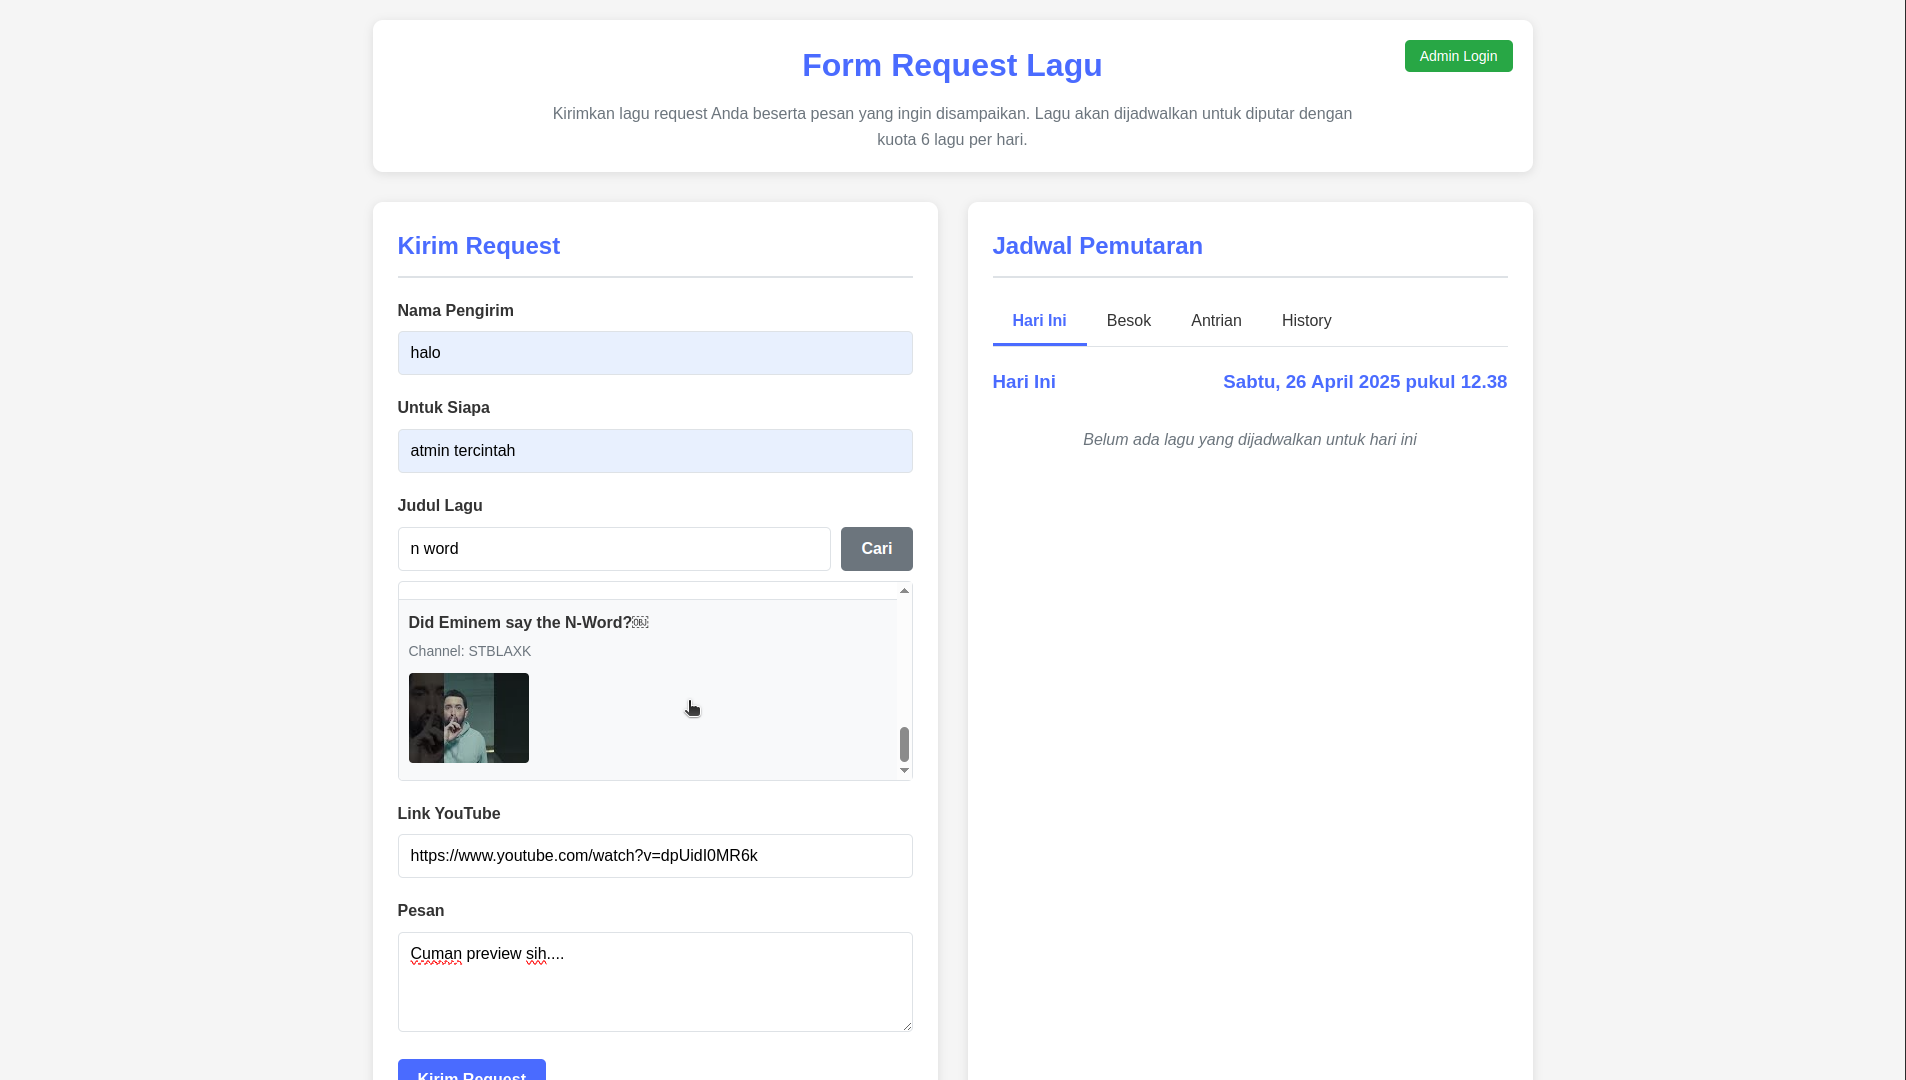 Form Request Lagu
Admin Login
Kirimkan lagu request Anda beserta pesan yang ingin disampaikan. Lagu akan dijadwalkan untuk diputar dengan
kuota 6 lagu per hari.
Kirim Request
Nama Pengirim
halo
Untuk Siapa
atmin tercintah
Judul Lagu
n word
Cari
Did Eminem say the N-Word?￼
Channel: STBLAXK
Link YouTube
https://www.youtube.com/watch?v=dpUidI0MR6k
Pesan
Cuman preview sih....
Kirim Request
Jadwal Pemutaran
Hari Ini
Besok
Antrian
History
Hari Ini
Sabtu, 26 April 2025 pukul 12.38
Belum ada lagu yang dijadwalkan untuk hari ini